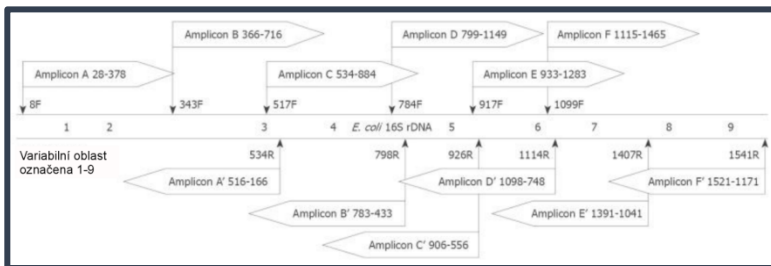 Amplicon B 366-716
Amplicon D 799-1149
Amplicon F 1115-1465
Amplicon A 28-378
Amplicon C 534-884
Amplicon E 933-1283
8F
343F
517F
784F
917F
1099F
1 2 3 4 E. coli 16S rDNA 5 6 7 8 9
Variabilní oblast
označena 1-9
534R
798R
926R
1114R
1407R
1541R
Amplicon A' 516-166
Amplicon D' 1098-748
Amplicon F' 1521-1171
Amplicon B' 783-433
Amplicon E' 1391-1041
Amplicon C' 906-556